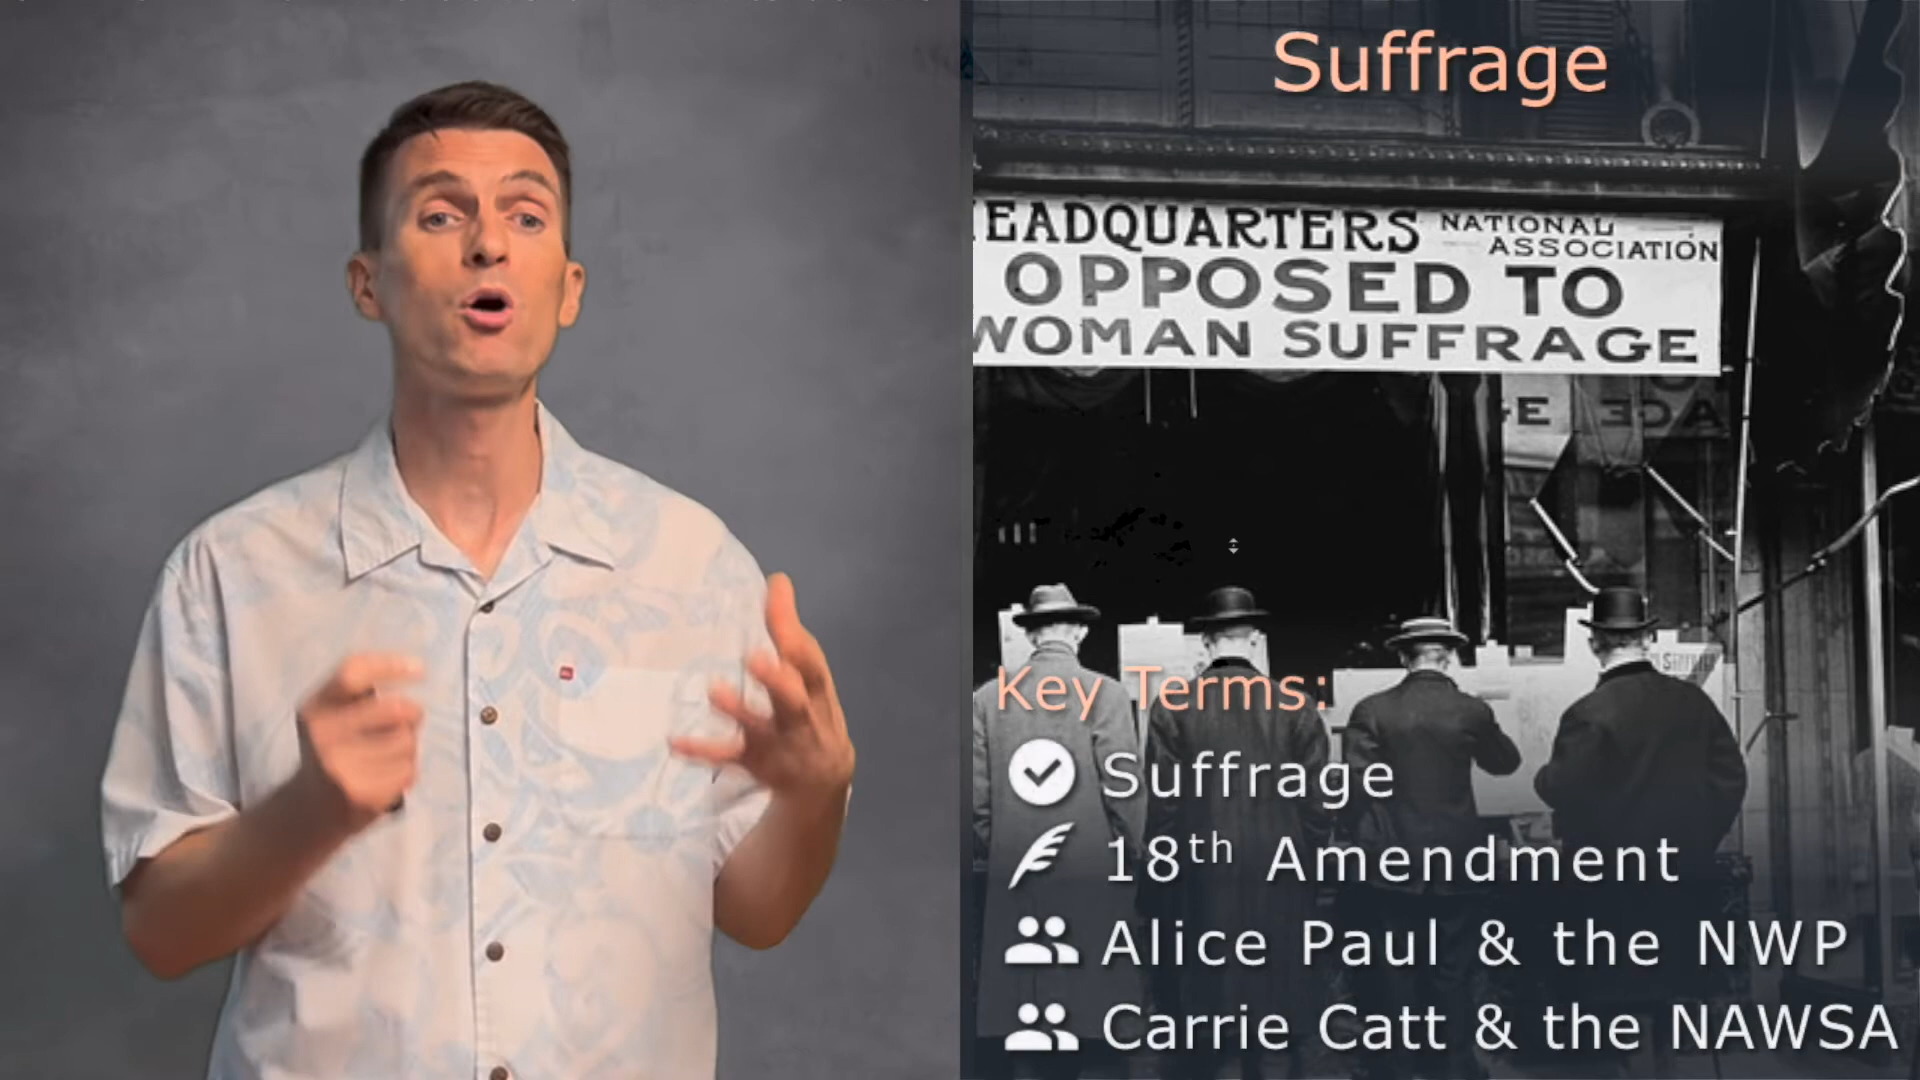 Suffrage
EADQUARTERS NATIONAL
ASSOCIATION
OPPOSED TO
WOMAN SUFFRAGE
Key Terms:
Suffrage
18th Amendment
Alice Paul & the NWP
Carrie Catt & the NAWSA